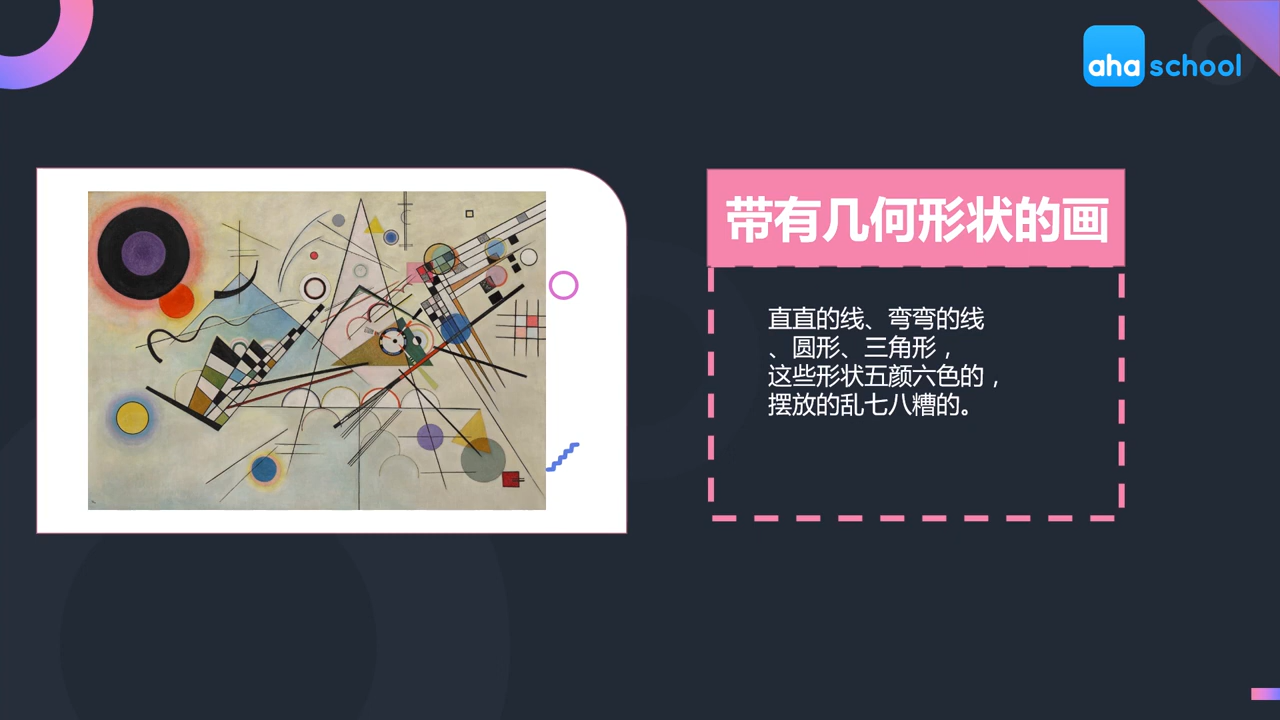 aha school
带有几何形状的画
直直的线、弯弯的线
、圆形、三角形，
这些形状五颜六色的，
摆放的乱七八糟的。